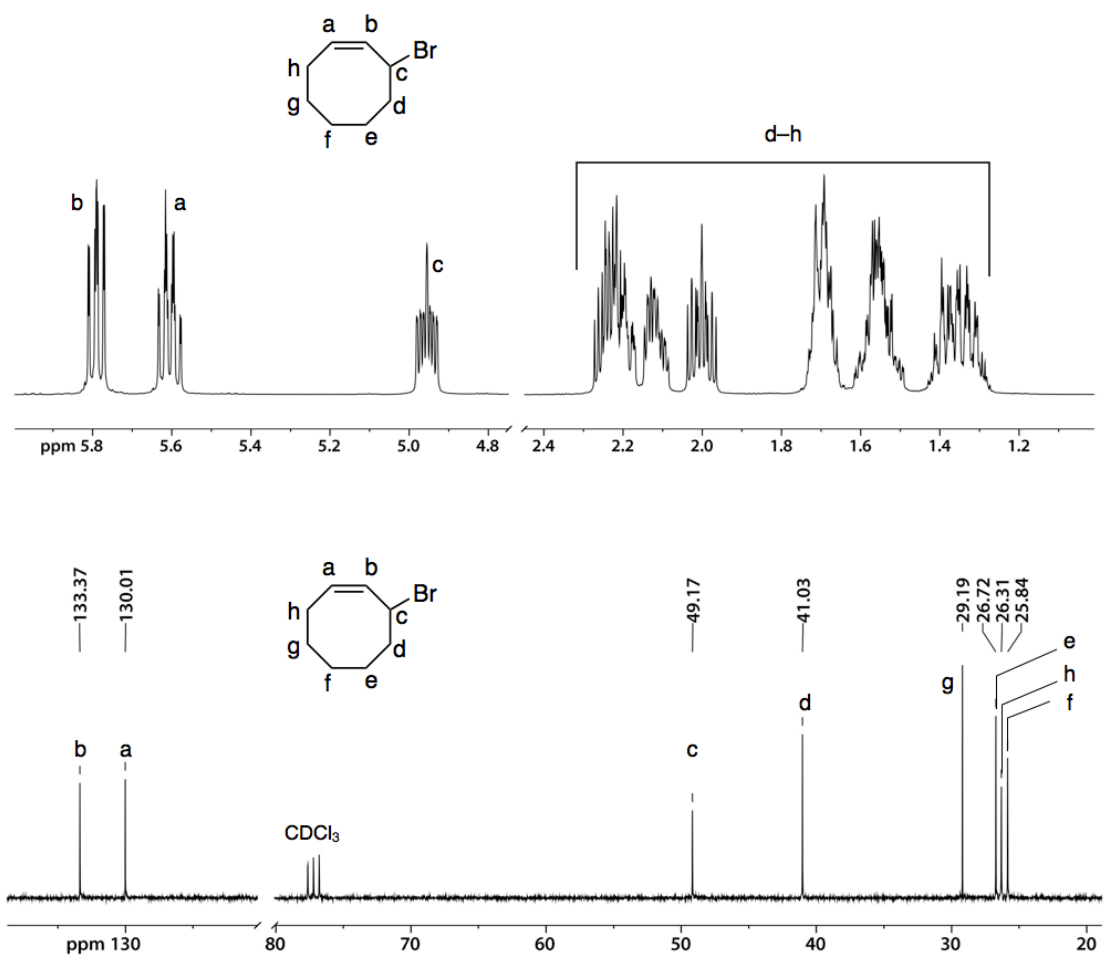 a b
Br
h c
g d
f e
d–h
b a c
ppm 5.8 5.6 5.4 5.2 5.0 4.8 2.4 2.2 2.0 1.8 1.6 1.4 1.2
133.37
130.01
49.17
41.03
29.19
26.72
26.31
25.84
a b
Br
h c
g d
f e
e
h
g f
d
b a c
CDCl₃
ppm 130 80 70 60 50 40 30 20